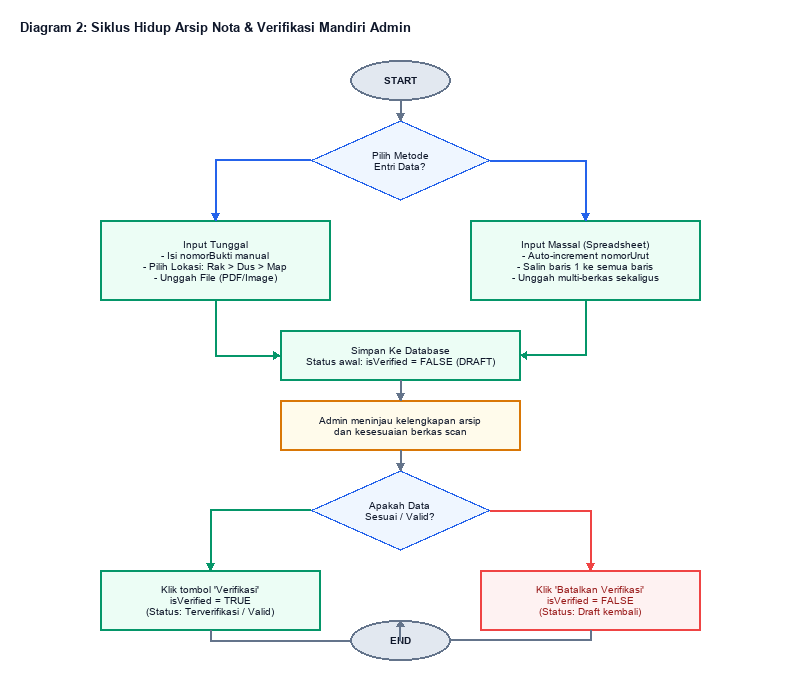 Diagram 2: Siklus Hidup Arsip Nota & Verifikasi Mandiri Admin
START
Pilih Metode
Entri Data?
Input Tunggal
- Isi nomorBukti manual
- Pilih Lokasi: Rak > Dus > Map
- Unggah File (PDF/Image)
Input Massal (Spreadsheet)
- Auto-increment nomorUrut
- Salin baris 1 ke semua baris
- Unggah multi-berkas sekaligus
Simpan Ke Database
Status awal: isVerified = FALSE (DRAFT)
Admin meninjau kelengkapan arsip
dan kesesuaian berkas scan
Apakah Data
Sesuai / Valid?
Klik tombol 'Verifikasi'
isVerified = TRUE
(Status: Terverifikasi / Valid)
Klik 'Batalkan Verifikasi'
isVerified = FALSE
(Status: Draft kembali)
END